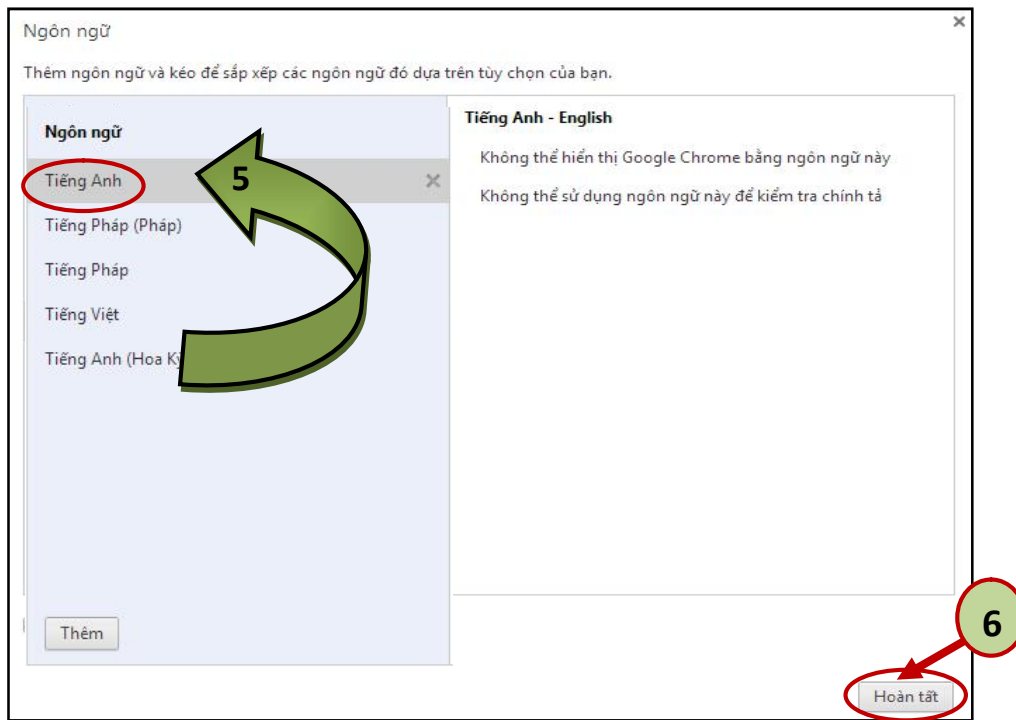 Ngôn ngữ
Thêm ngôn ngữ và kéo để sắp xếp các ngôn ngữ đó dựa trên tùy chọn của bạn.
Ngôn ngữ
Tiếng Anh
5
Tiếng Pháp (Pháp)
Tiếng Pháp
Tiếng Việt
Tiếng Anh (Hoa K
Thêm
Tiếng Anh - English
Không thể hiển thị Google Chrome bằng ngôn ngữ này
Không thể sử dụng ngôn ngữ này để kiểm tra chính tả
6
Hoàn tất